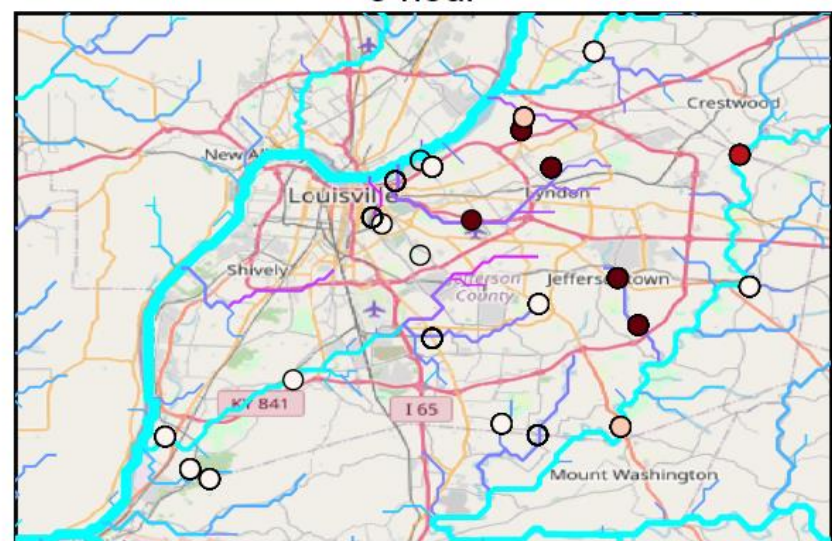 Crestwood
New Al
Louisville
Lyndon
Shively
Jefferson
County
Jeffersontown
KY 841
I 65
Mount Washington